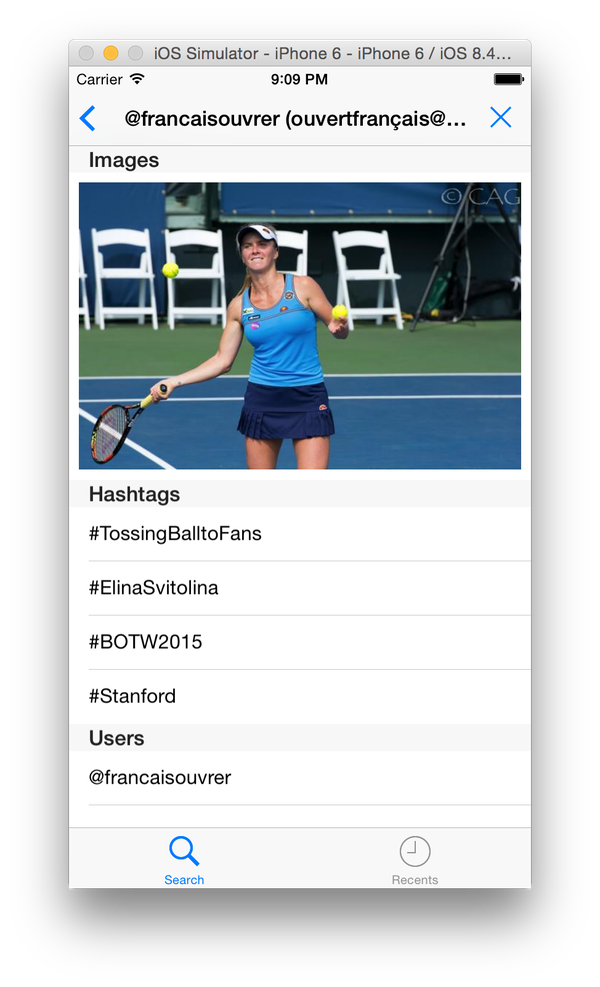 iOS Simulator - iPhone 6 - iPhone 6 / iOS 8.4...
Carrier 9:09 PM
@francaisouvrer (ouvertfrançais@...
Images
© CAG
Hashtags
#TossingBalltoFans
#ElinaSvitolina
#BOTW2015
#Stanford
Users
@francaisouvrer
Search Recents